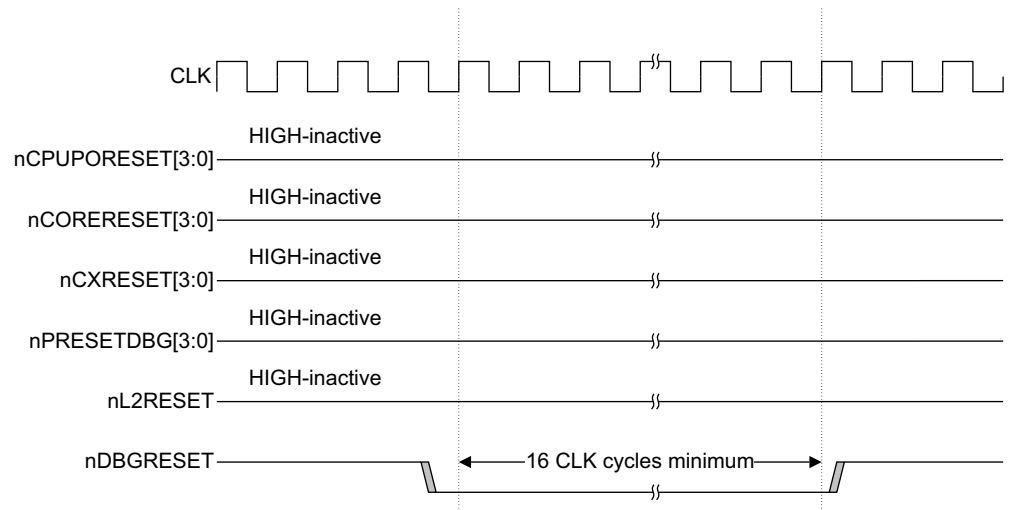 CLK
HIGH-inactive
nCPUPORESET[3:0]
HIGH-inactive
nCORERESET[3:0]
HIGH-inactive
nCXRESET[3:0]
HIGH-inactive
nPRESETDBG[3:0]
HIGH-inactive
nL2RESET
nDBGRESET
16 CLK cycles minimum